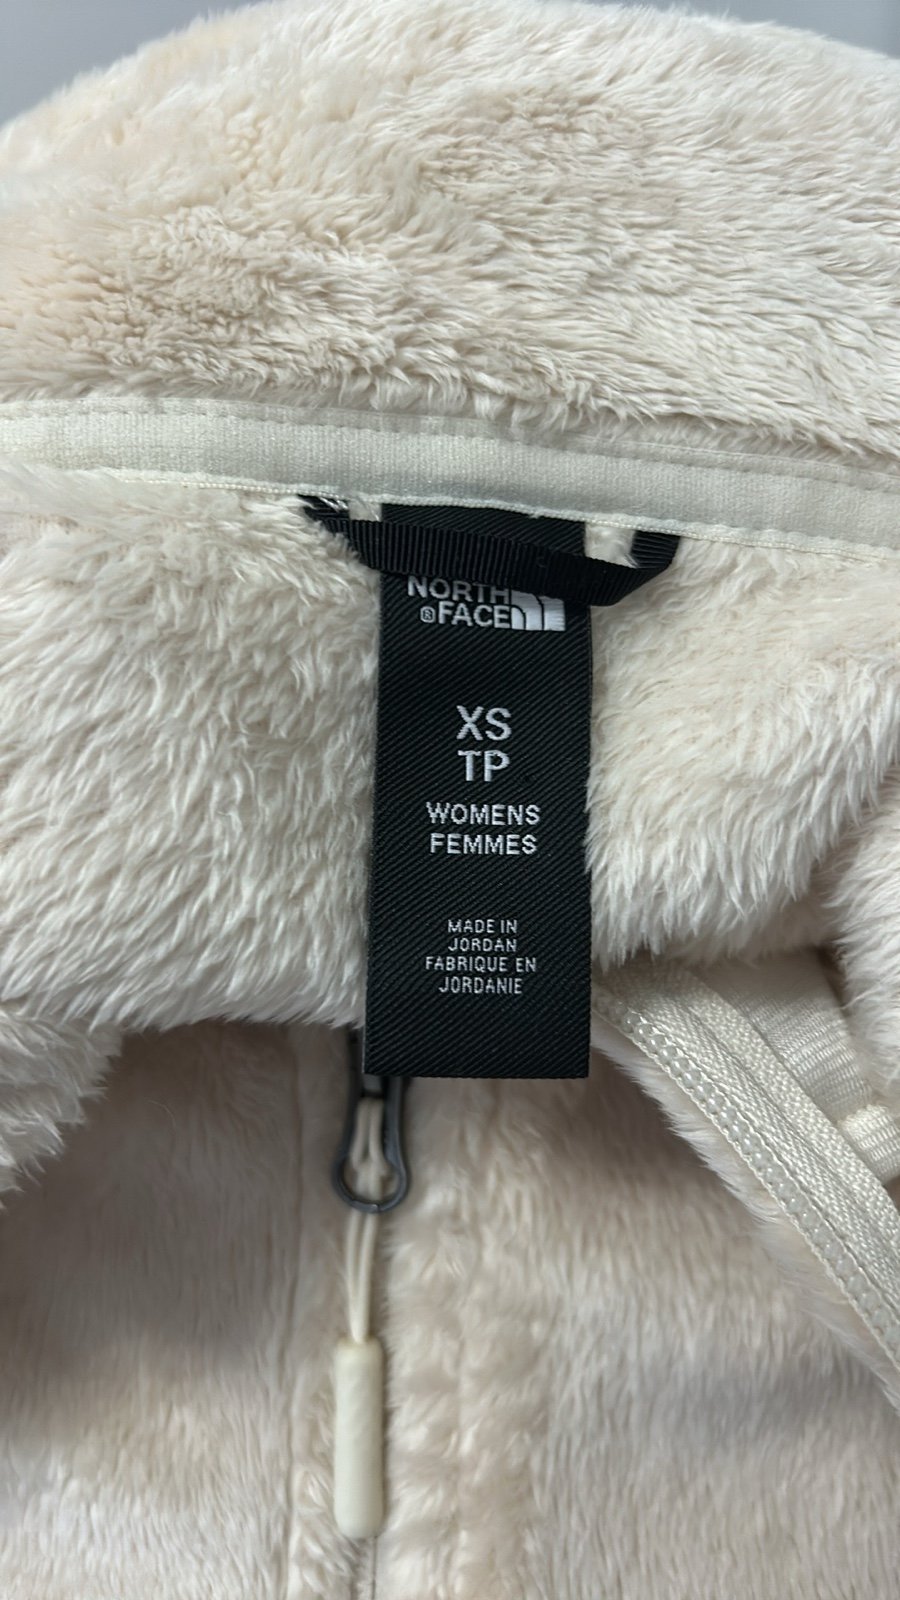 NORTH
® FACE
XS
TP
WOMENS
FEMMES
MADE IN
JORDAN
FABRIQUE EN
JORDANIE